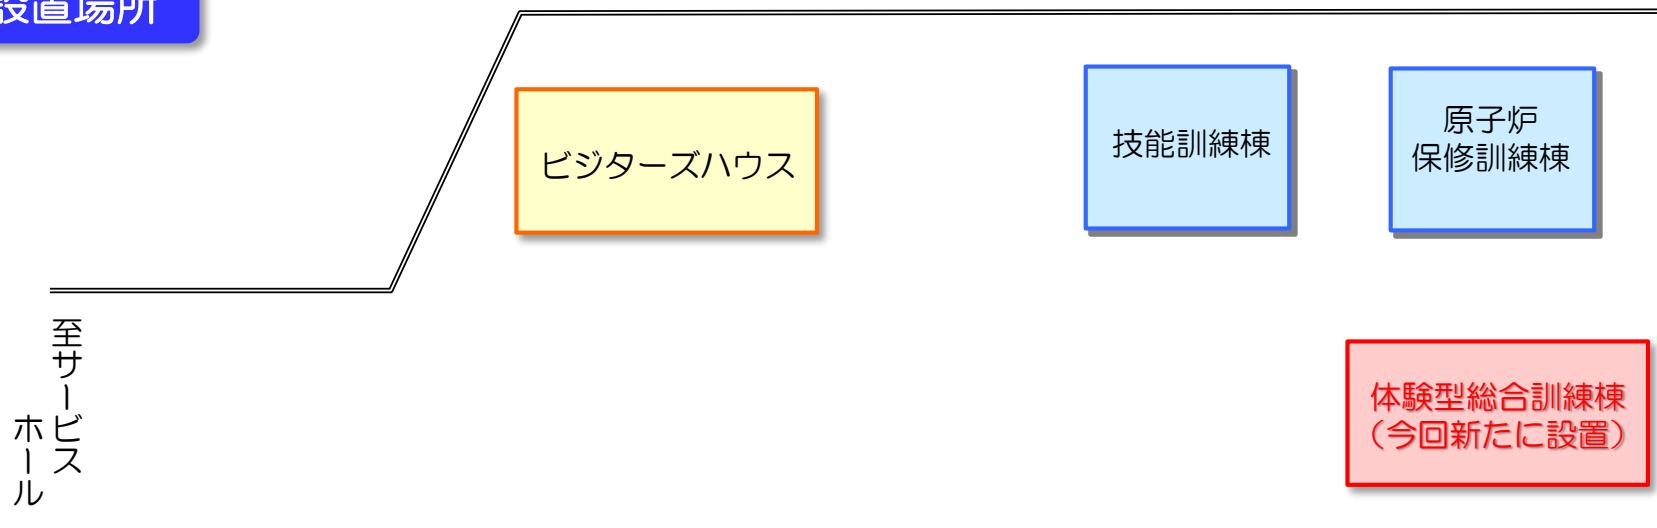 設置場所
ビジターズハウス
技能訓練棟
原子炉
保修訓練棟
体験型総合訓練棟
（今回新たに設置）
至サービス
ホール